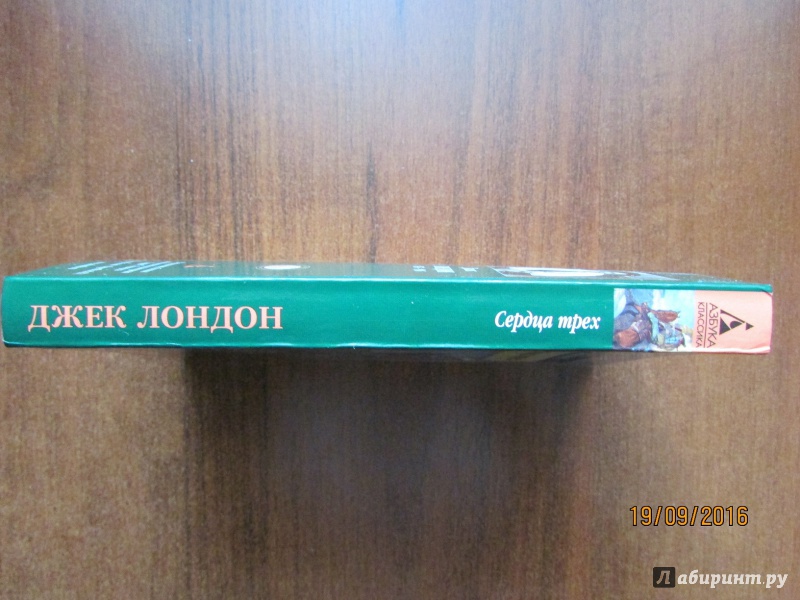 ДЖЕК ЛОНДОН
Сердца трех
АЗБУКА
КЛАССИКА
19/09/2016
Лабиринт.ру